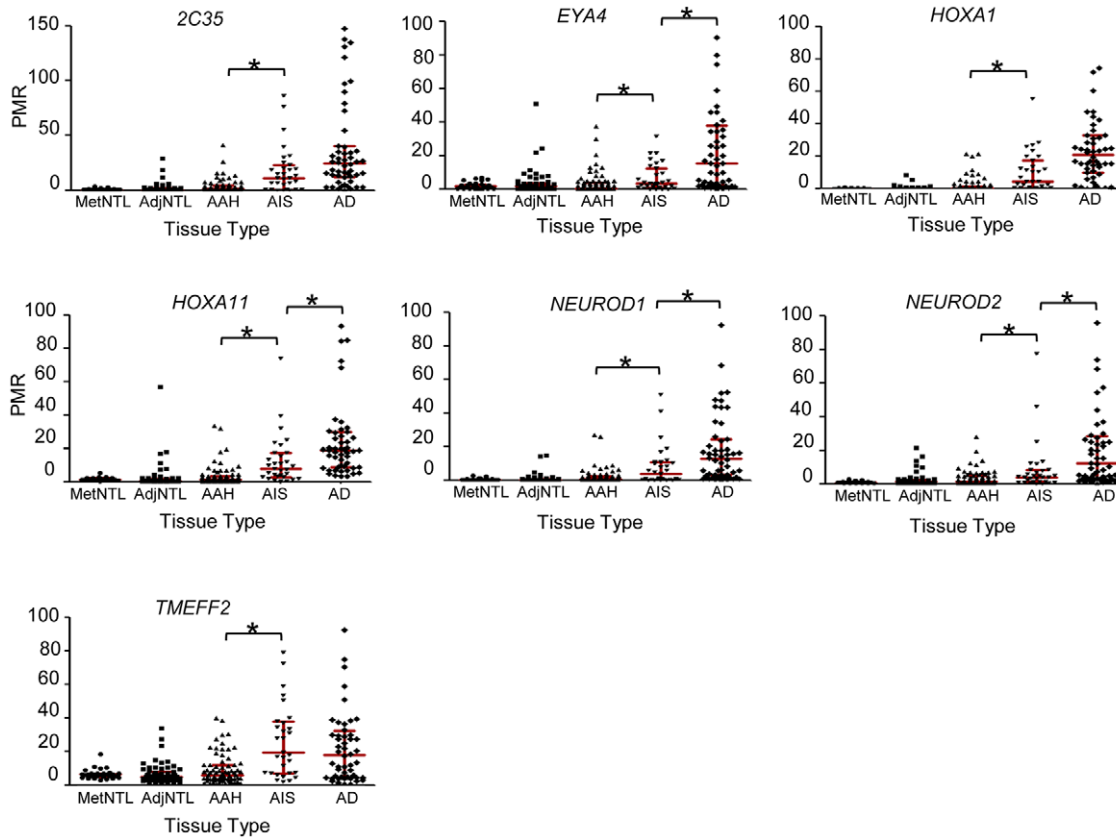 2C35
EYA4
HOXA1
*
*
*
*
PMR
150
100
50
0
100
80
60
40
20
0
100
80
60
40
20
0
MetNTL AdjNTL AAH AIS AD
MetNTL AdjNTL AAH AIS AD
MetNTL AdjNTL AAH AIS AD
Tissue Type
Tissue Type
Tissue Type
HOXA11
NEUROD1
NEUROD2
*
*
*
*
*
*
PMR
100
80
60
40
20
0
100
80
60
40
20
0
100
80
60
40
20
0
MetNTL AdjNTL AAH AIS AD
MetNTL AdjNTL AAH AIS AD
MetNTL AdjNTL AAH AIS AD
Tissue Type
Tissue Type
Tissue Type
TMEFF2
*
100
80
60
40
20
0
MetNTL AdjNTL AAH AIS AD
Tissue Type